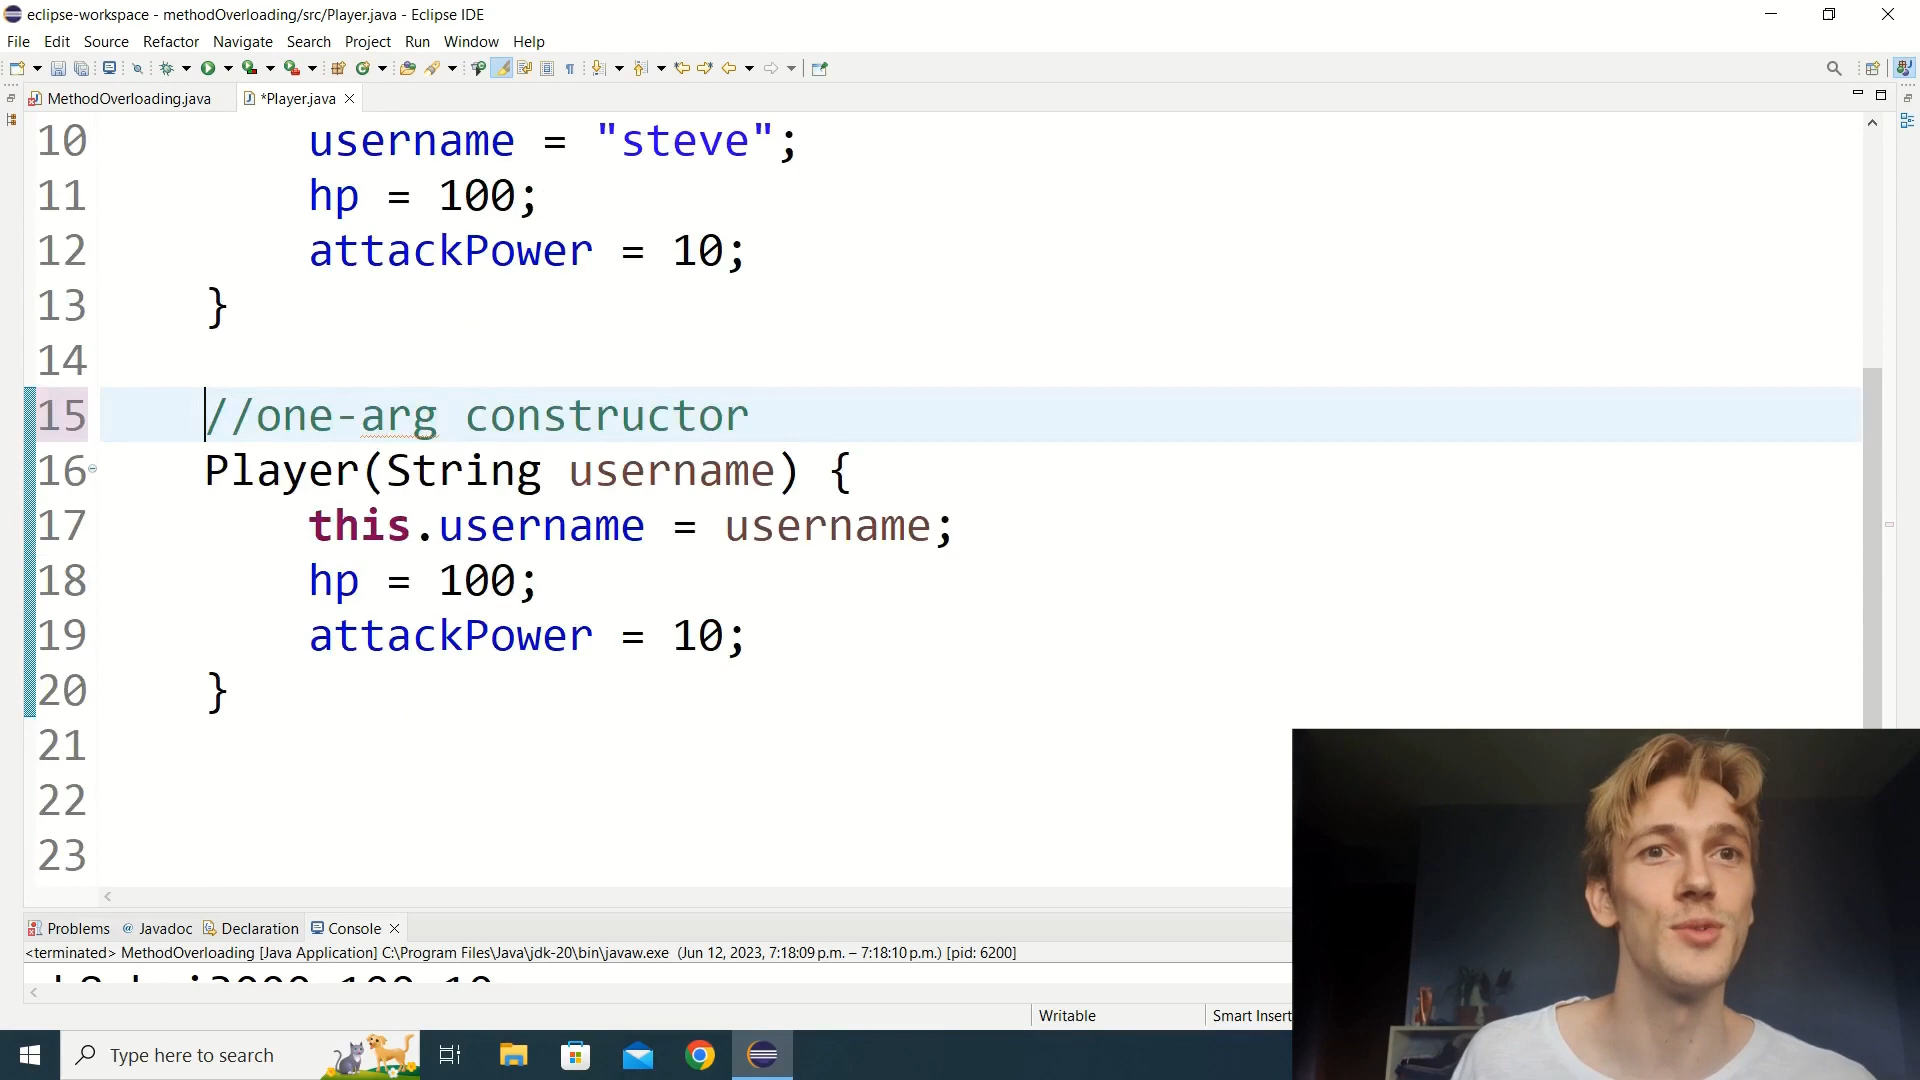 eclipse-workspace - methodOverloading/src/Player.java - Eclipse IDE
File Edit Source Refactor Navigate Search Project Run Window Help
MethodOverloading.java *Player.java
10 username = "steve";
11 hp = 100;
12 attackPower = 10;
13 }
14
15 //one-arg constructor
16 Player(String username) {
17 this.username = username;
18 hp = 100;
19 attackPower = 10;
20 }
21
22
23
Problems Javadoc Declaration Console
<terminated> MethodOverloading [Java Application] C:\Program Files\Java\jdk-20\bin\javaw.exe (Jun 12, 2023, 7:18:09 p.m. – 7:18:10 p.m.) [pid: 6200]
100 10
Writable Smart Insert
Type here to search